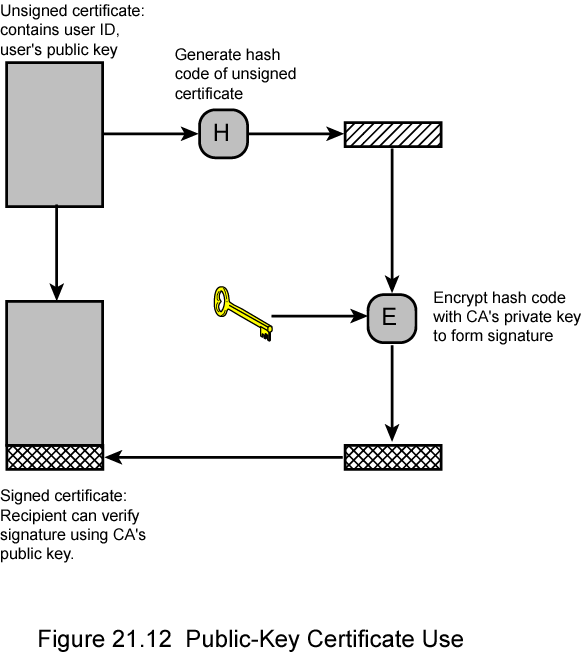 Unsigned certificate:
contains user ID,
user's public key
Generate hash
code of unsigned
certificate
H
E
Encrypt hash code
with CA's private key
to form signature
Signed certificate:
Recipient can verify
signature using CA's
public key.
Figure 21.12 Public-Key Certificate Use